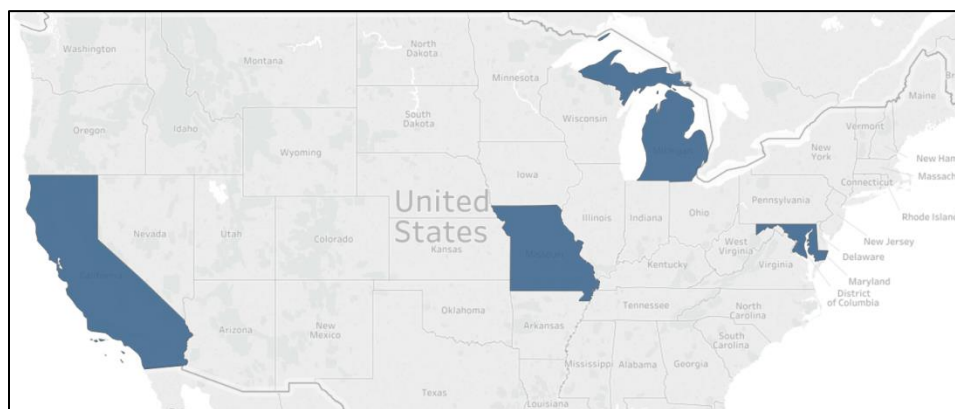 Washington
Montana
North
Dakota
Minnesota
Maine
Oregon
Idaho
South
Dakota
Wisconsin
Michigan
Vermont
Wyoming
New
York
New Ham
Massach
Iowa
Connecticut
Rhode Island
Nevada
Utah
Colorado
United
States
Kansas
Missouri
Illinois
Indiana
Ohio
Pennsylvania
New Jersey
California
West
Virginia
Delaware
Kentucky
Virginia
Maryland
District
of Columbia
Arizona
New
Mexico
Oklahoma
Arkansas
Tennessee
North
Carolina
South
Carolina
Mississippi
Alabama
Georgia
Texas
Louisiana